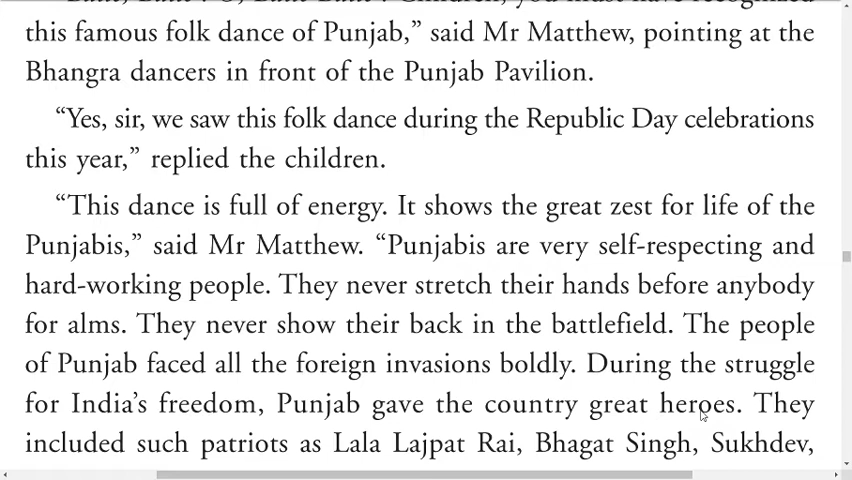 this famous folk dance of Punjab,” said Mr Matthew, pointing at the
Bhangra dancers in front of the Punjab Pavilion.
“Yes, sir, we saw this folk dance during the Republic Day celebrations
this year,” replied the children.
“This dance is full of energy. It shows the great zest for life of the
Punjabis,” said Mr Matthew. “Punjabis are very self-respecting and
hard-working people. They never stretch their hands before anybody
for alms. They never show their back in the battlefield. The people
of Punjab faced all the foreign invasions boldly. During the struggle
for India’s freedom, Punjab gave the country great heroes. They
included such patriots as Lala Lajpat Rai, Bhagat Singh, Sukhdev,